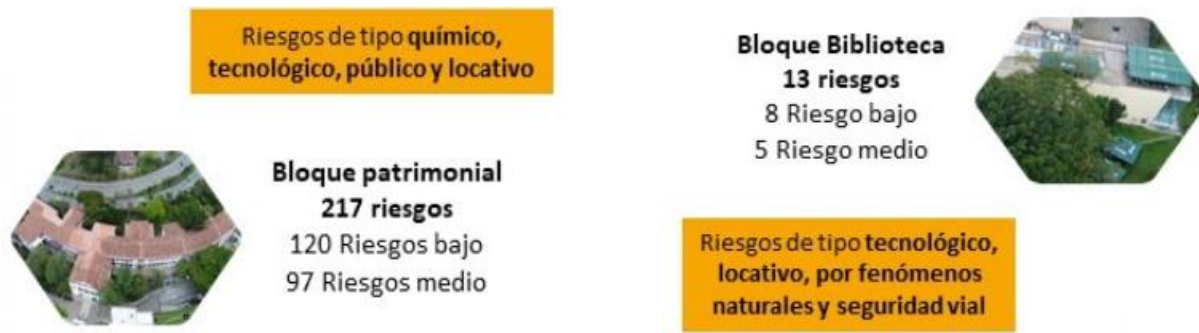 Riesgos de tipo químico,
tecnológico, público y locativo
Bloque patrimonial
217 riesgos
120 Riesgos bajo
97 Riesgos medio
Bloque Biblioteca
13 riesgos
8 Riesgo bajo
5 Riesgo medio
Riesgos de tipo tecnológico,
locativo, por fenómenos
naturales y seguridad vial